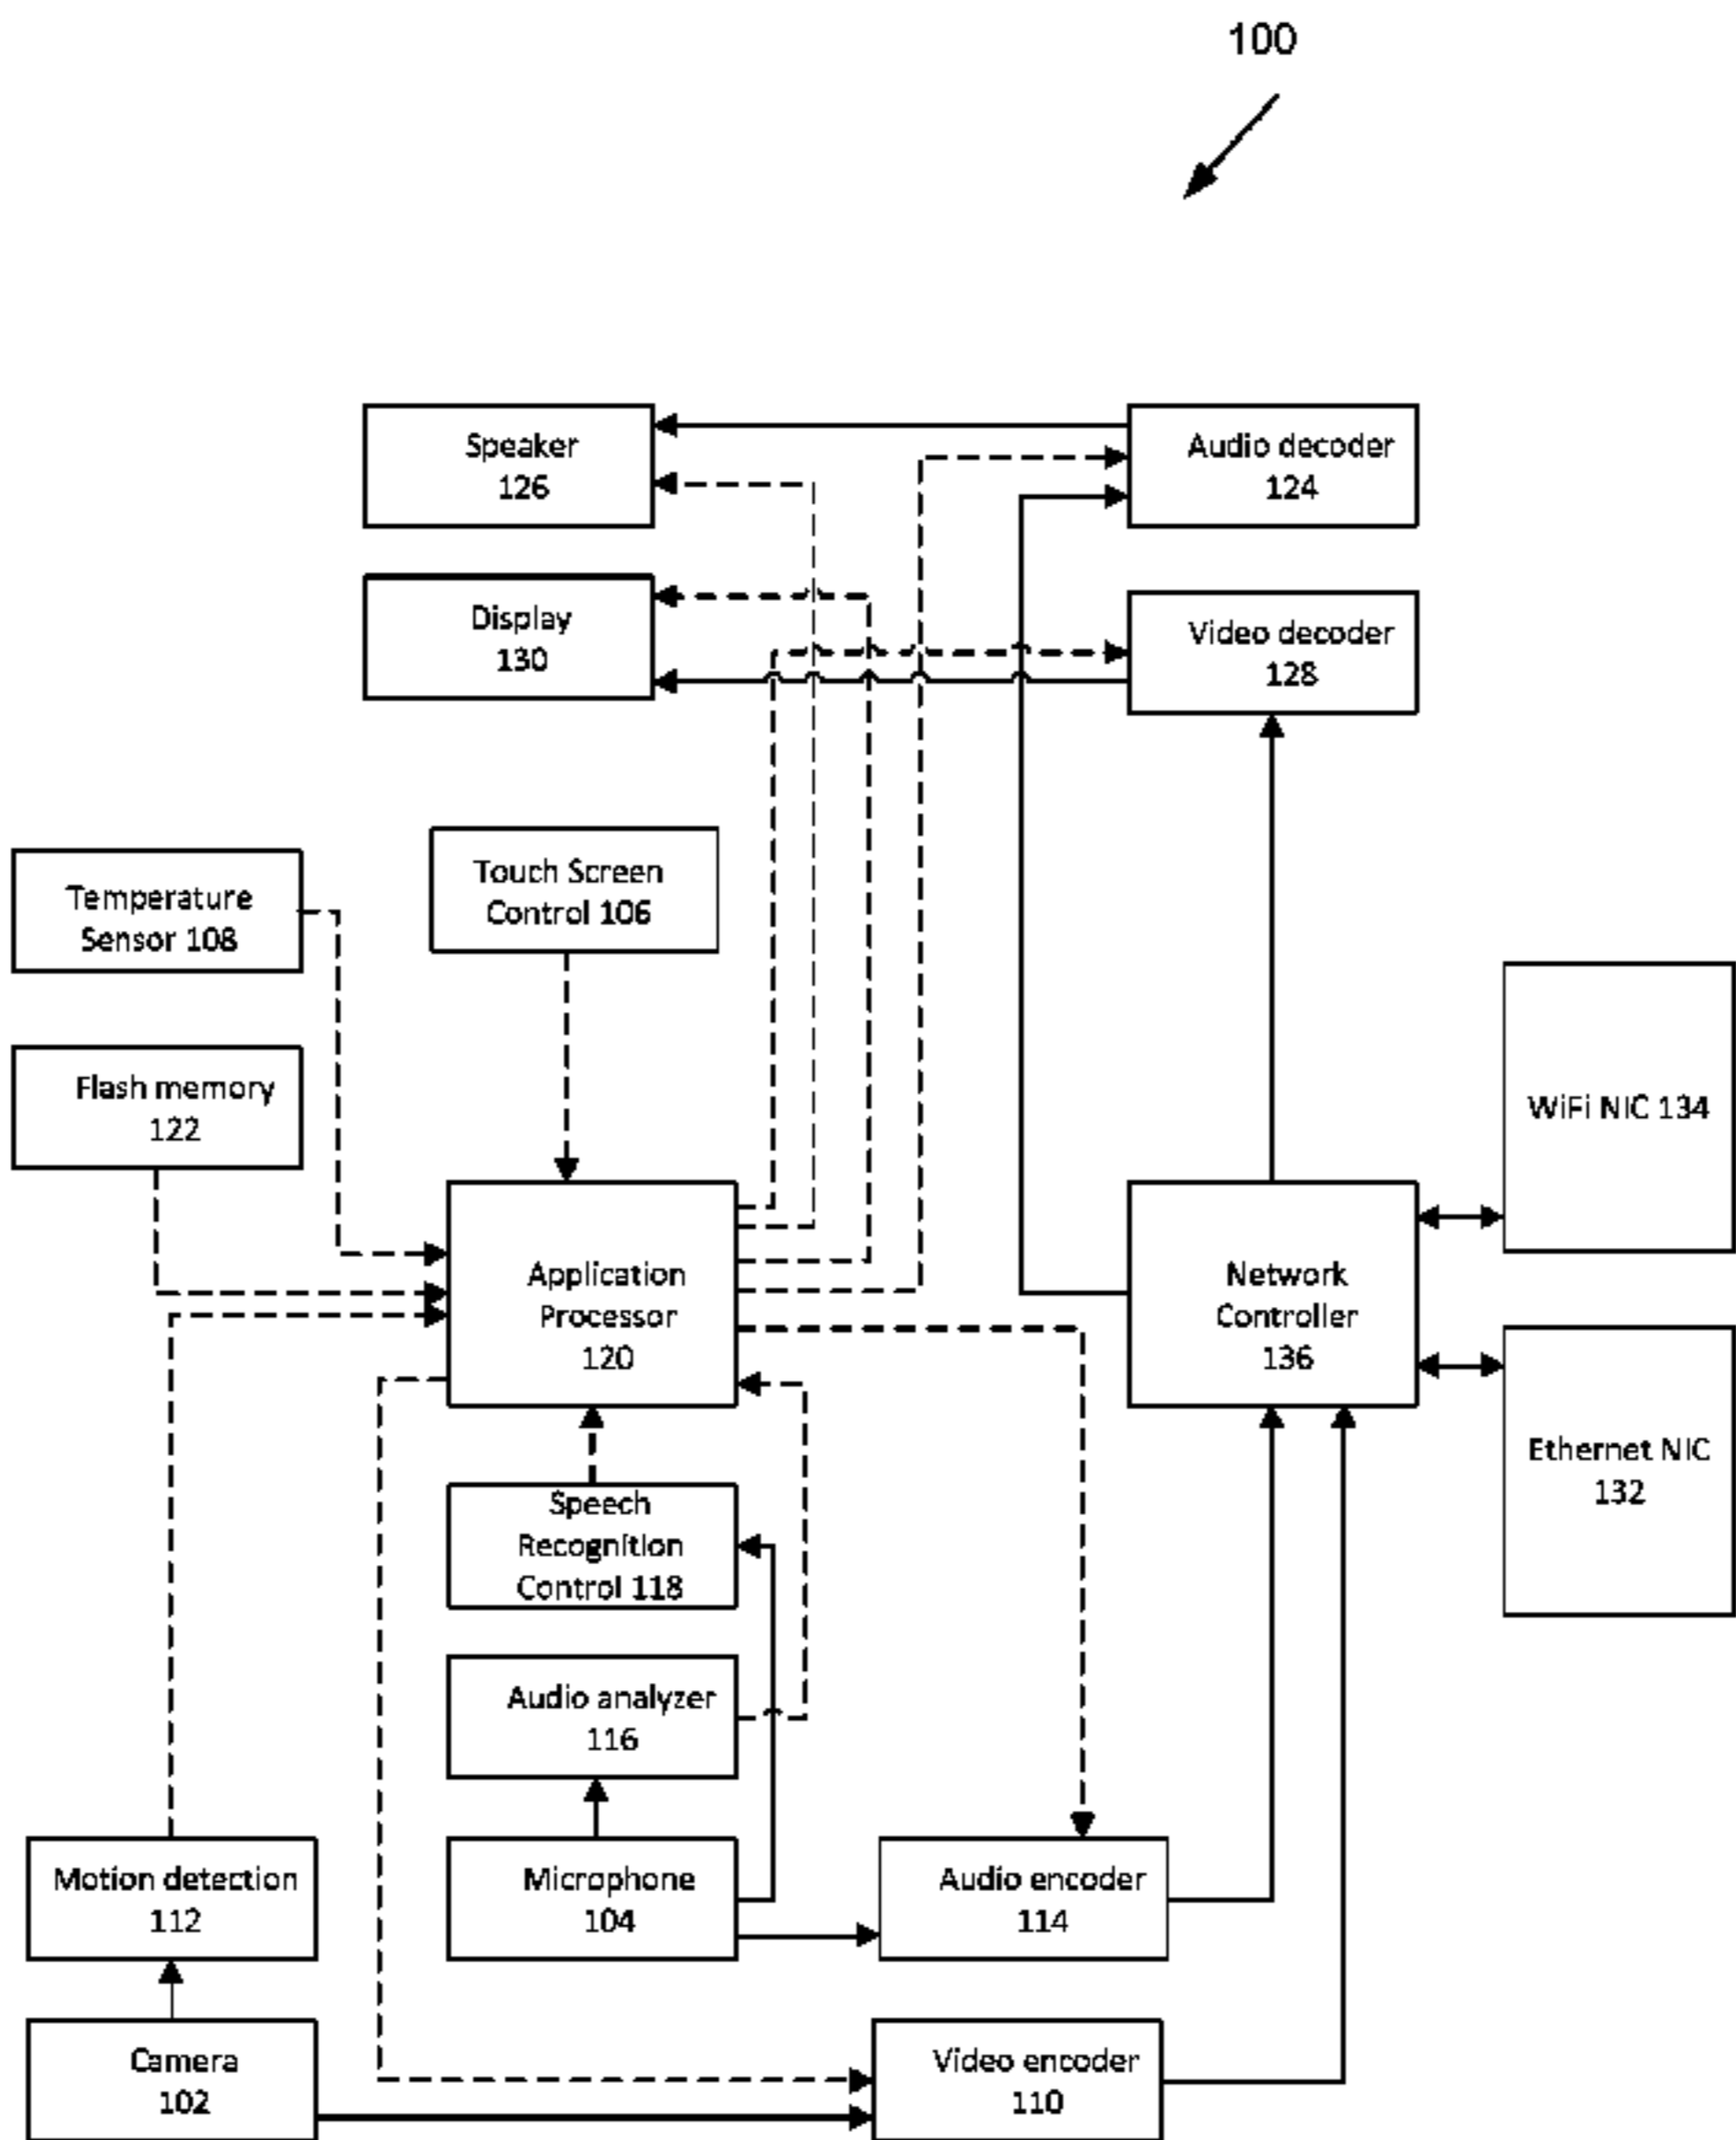 100
Speaker
126
Audio decoder
124
Display
130
Video decoder
128
Temperature
Sensor 108
Touch Screen
Control 106
Flash memory
122
WiFi NIC 134
Application
Processor
120
Network
Controller
136
Ethernet NIC
132
Speech
Recognition
Control 118
Audio analyzer
116
Motion detection
112
Microphone
104
Audio encoder
114
Camera
102
Video encoder
110